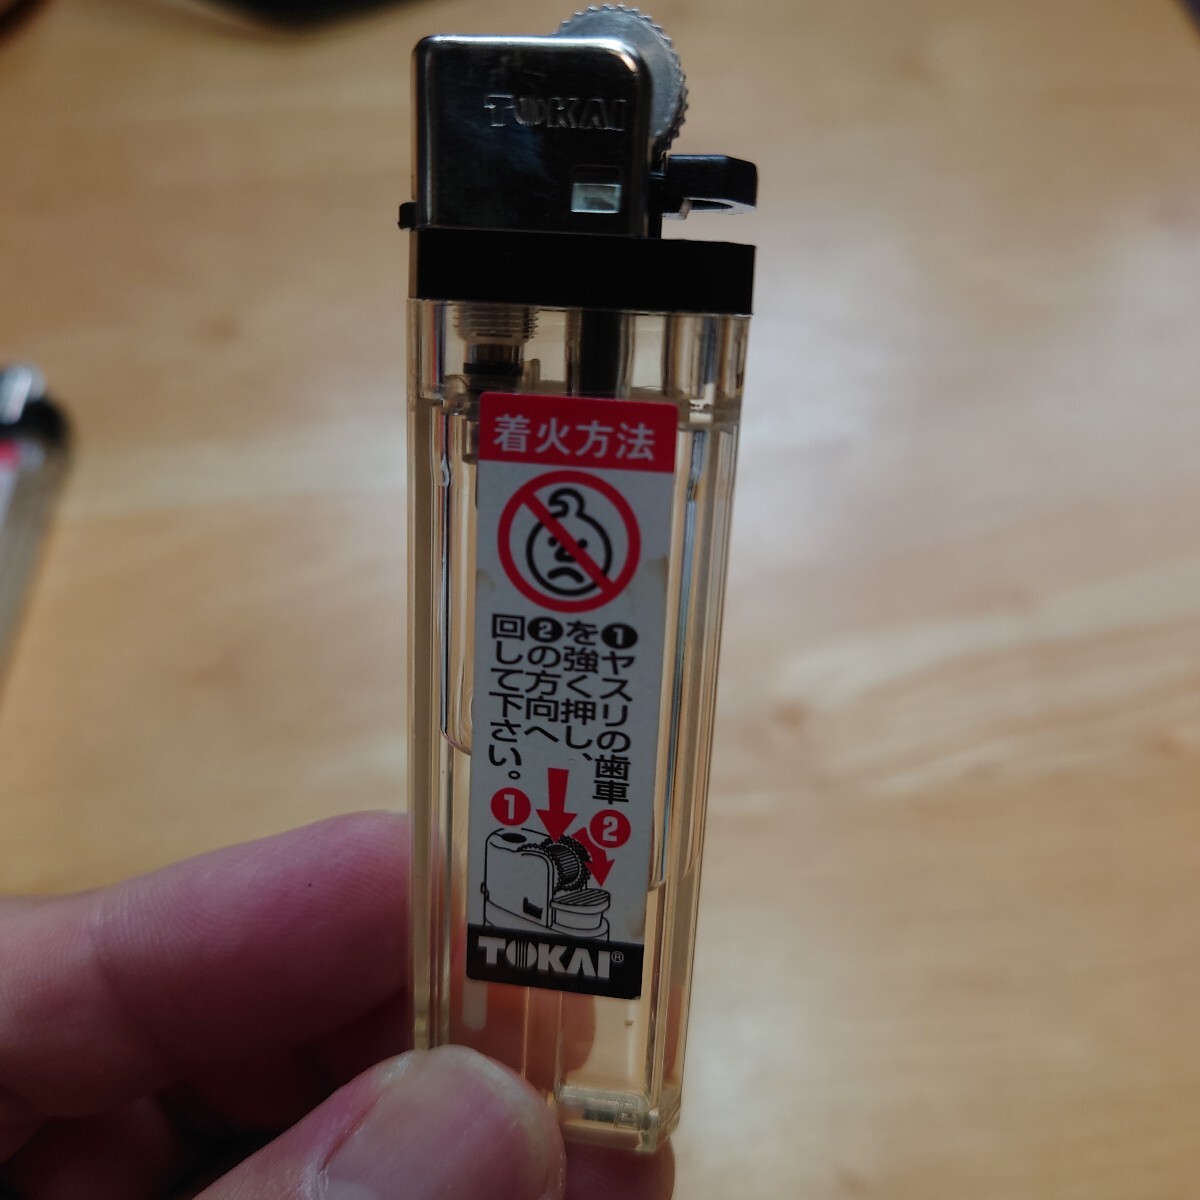 TOKAI
着火方法
❶ヤスリの歯車
を強く押し、
❷の方向へ
回して下さい。
1
2
TOKAI®